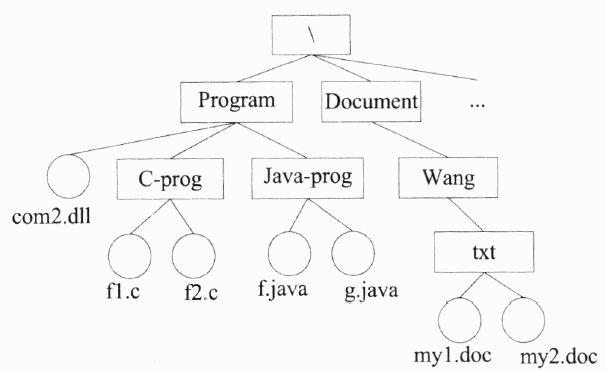 \
Program
Document
...
C-prog
Java-prog
Wang
com2.dll
txt
f1.c
f2.c
f.java
g.java
my1.doc
my2.doc